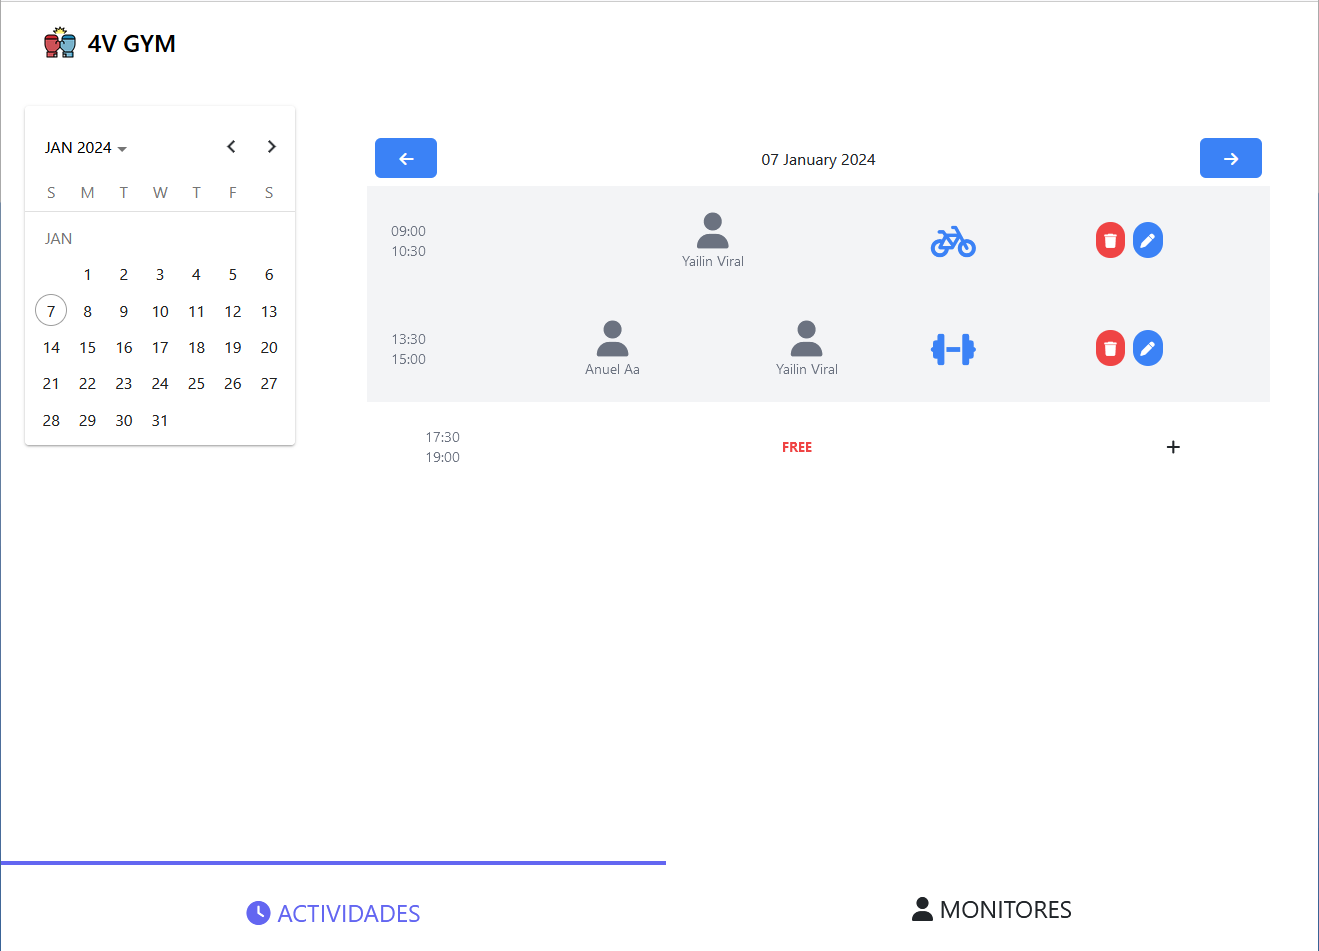 4V GYM
JAN 2024
S M T W T F S
JAN
1 2 3 4 5 6
7 8 9 10 11 12 13
14 15 16 17 18 19 20
21 22 23 24 25 26 27
28 29 30 31
07 January 2024
09:00
10:30
Yailin Viral
13:30
15:00
Anuel Aa
Yailin Viral
17:30
19:00
FREE
ACTIVIDADES
MONITORES